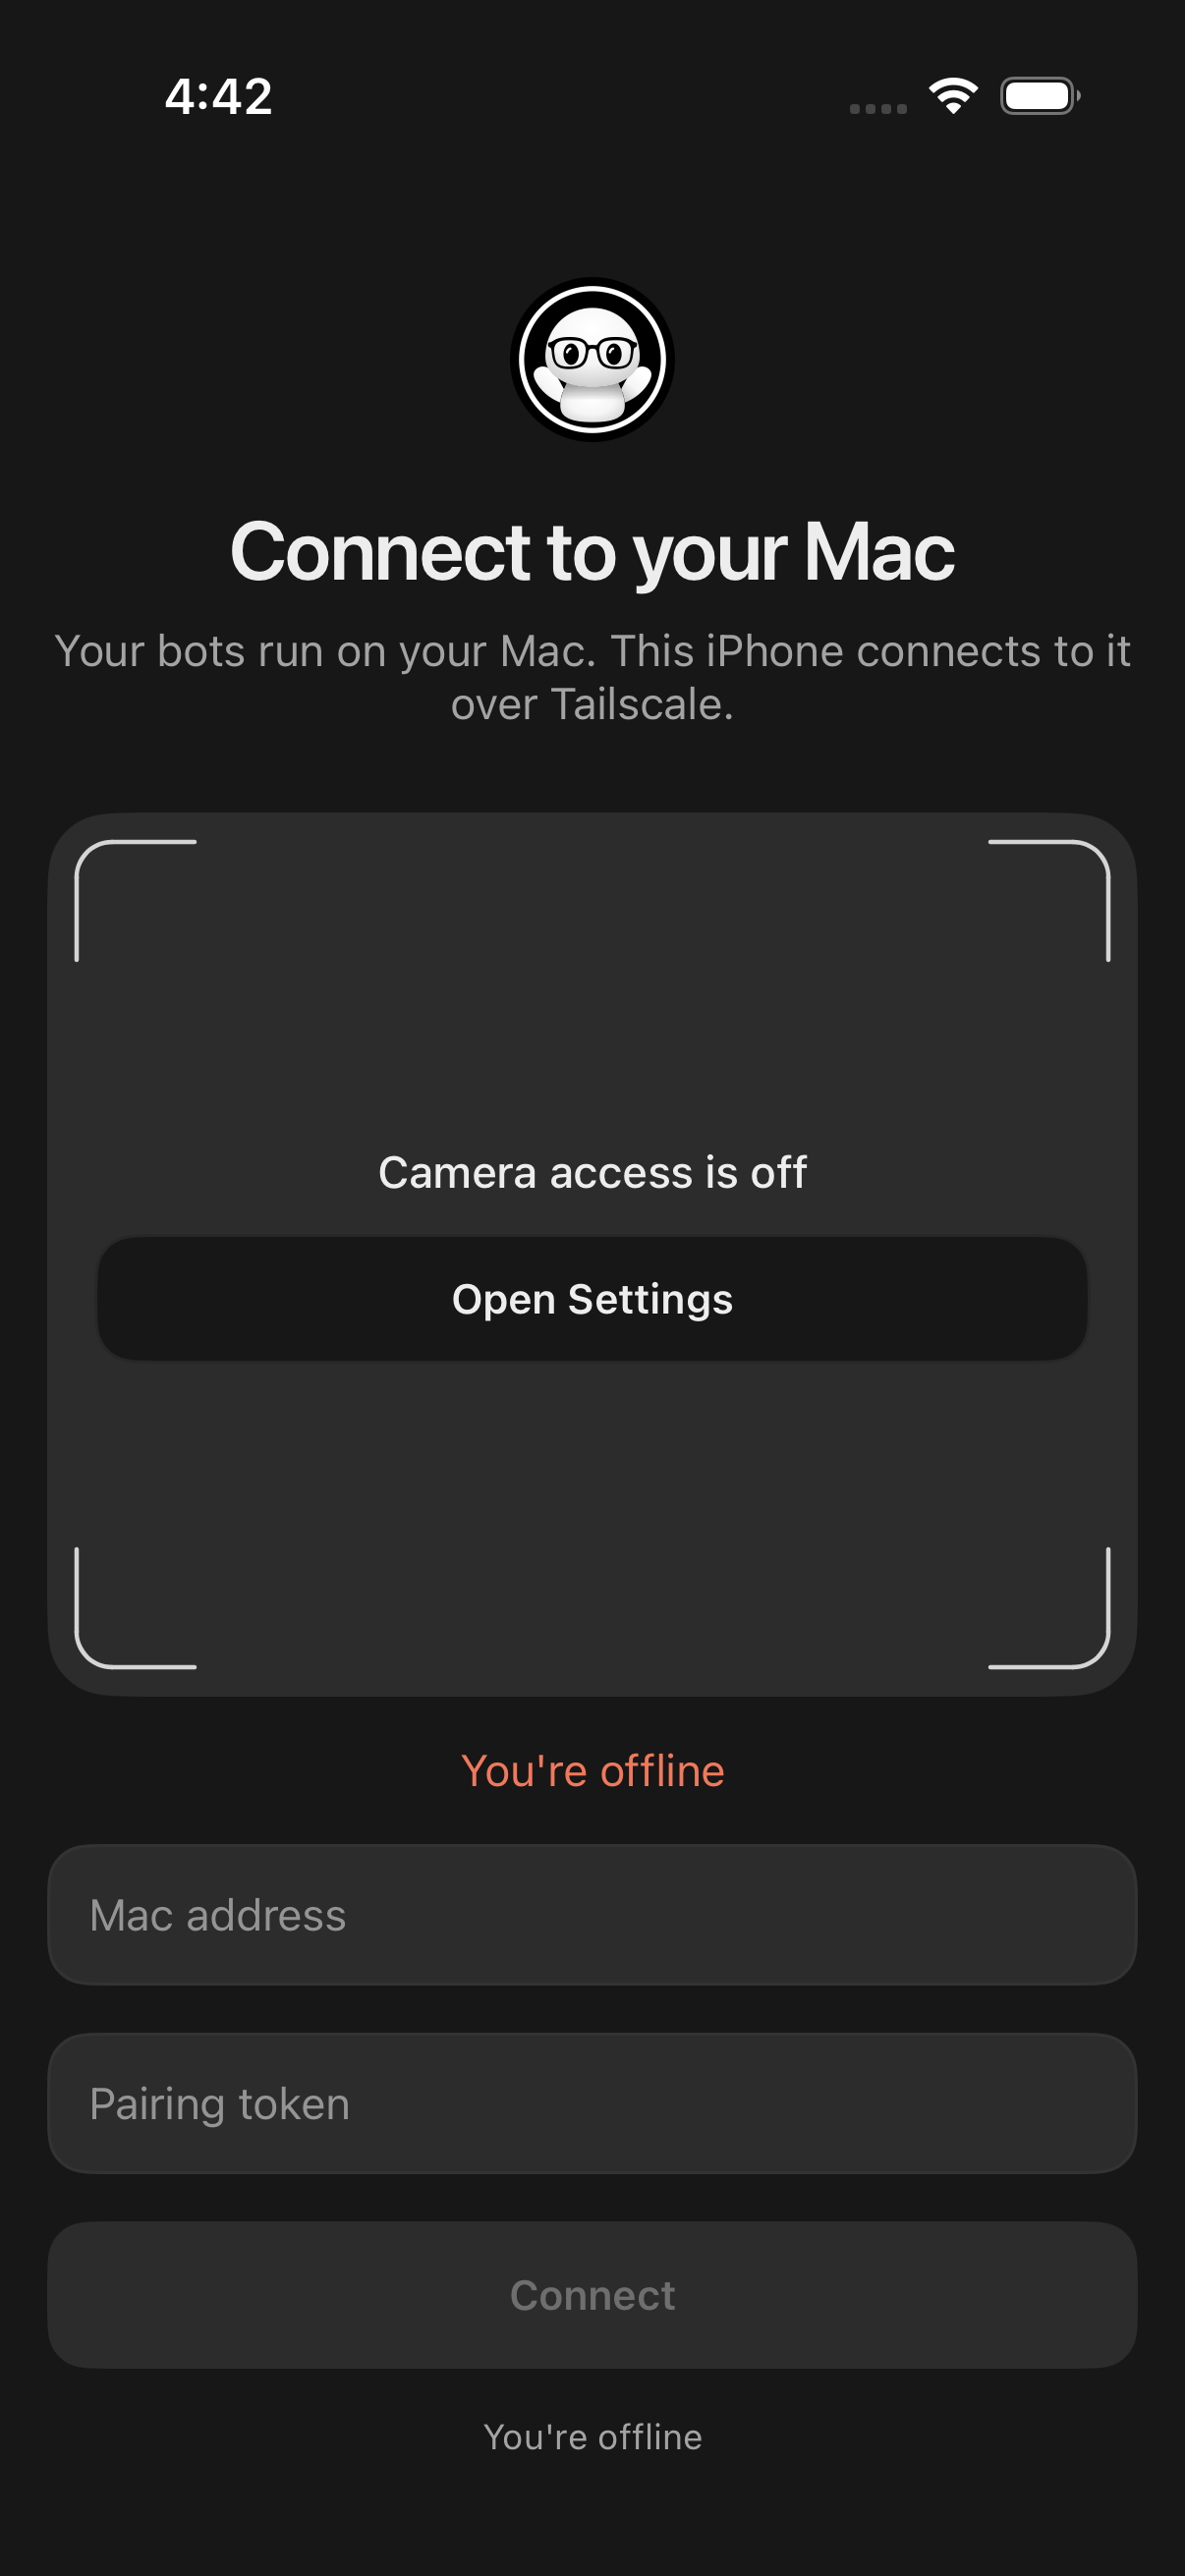 4:42
Connect to your Mac
Your bots run on your Mac. This iPhone connects to it
over Tailscale.
Camera access is off
Open Settings
You're offline
Mac address
Pairing token
Connect
You're offline